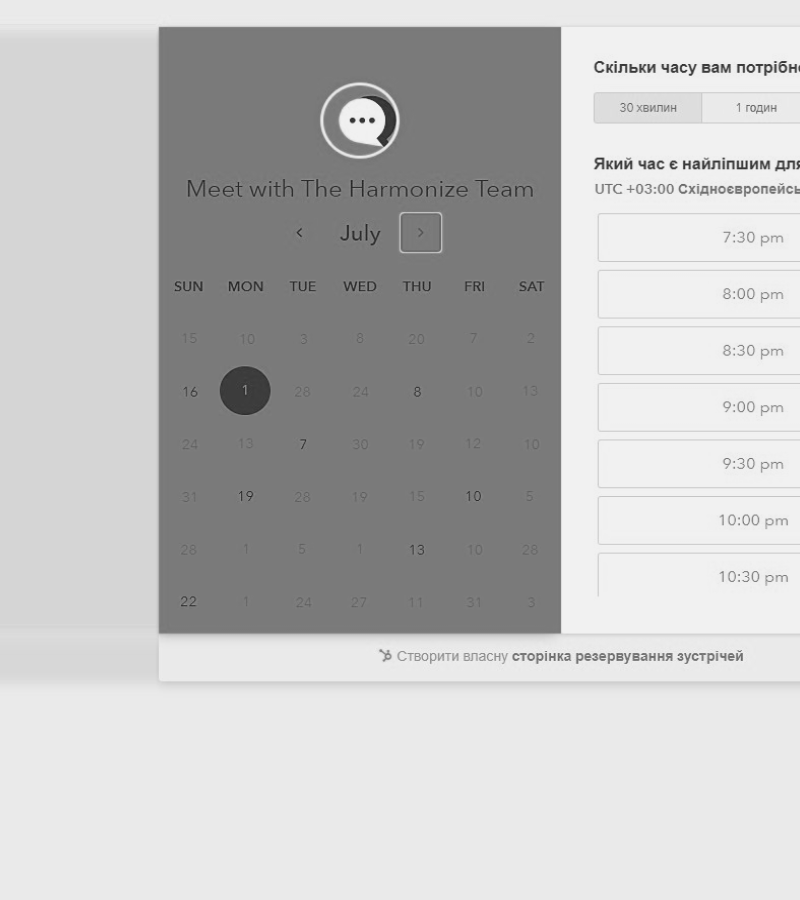 Meet with The Harmonize Team
July
SUN MON TUE WED THU FRI SAT
15 10 3 8 20 7 2
16 1 28 24 8 10 13
24 13 7 30 19 12 10
31 19 28 19 15 10 5
28 1 5 1 13 10 28
22 1 24 27 11 31 3
Скільки часу вам потрібно
30 хвилин 1 годин
Який час є найліпшим для
UTC +03:00 Східноєвропейсь
7:30 pm
8:00 pm
8:30 pm
9:00 pm
9:30 pm
10:00 pm
10:30 pm
Створити власну сторінка резервування зустрічей